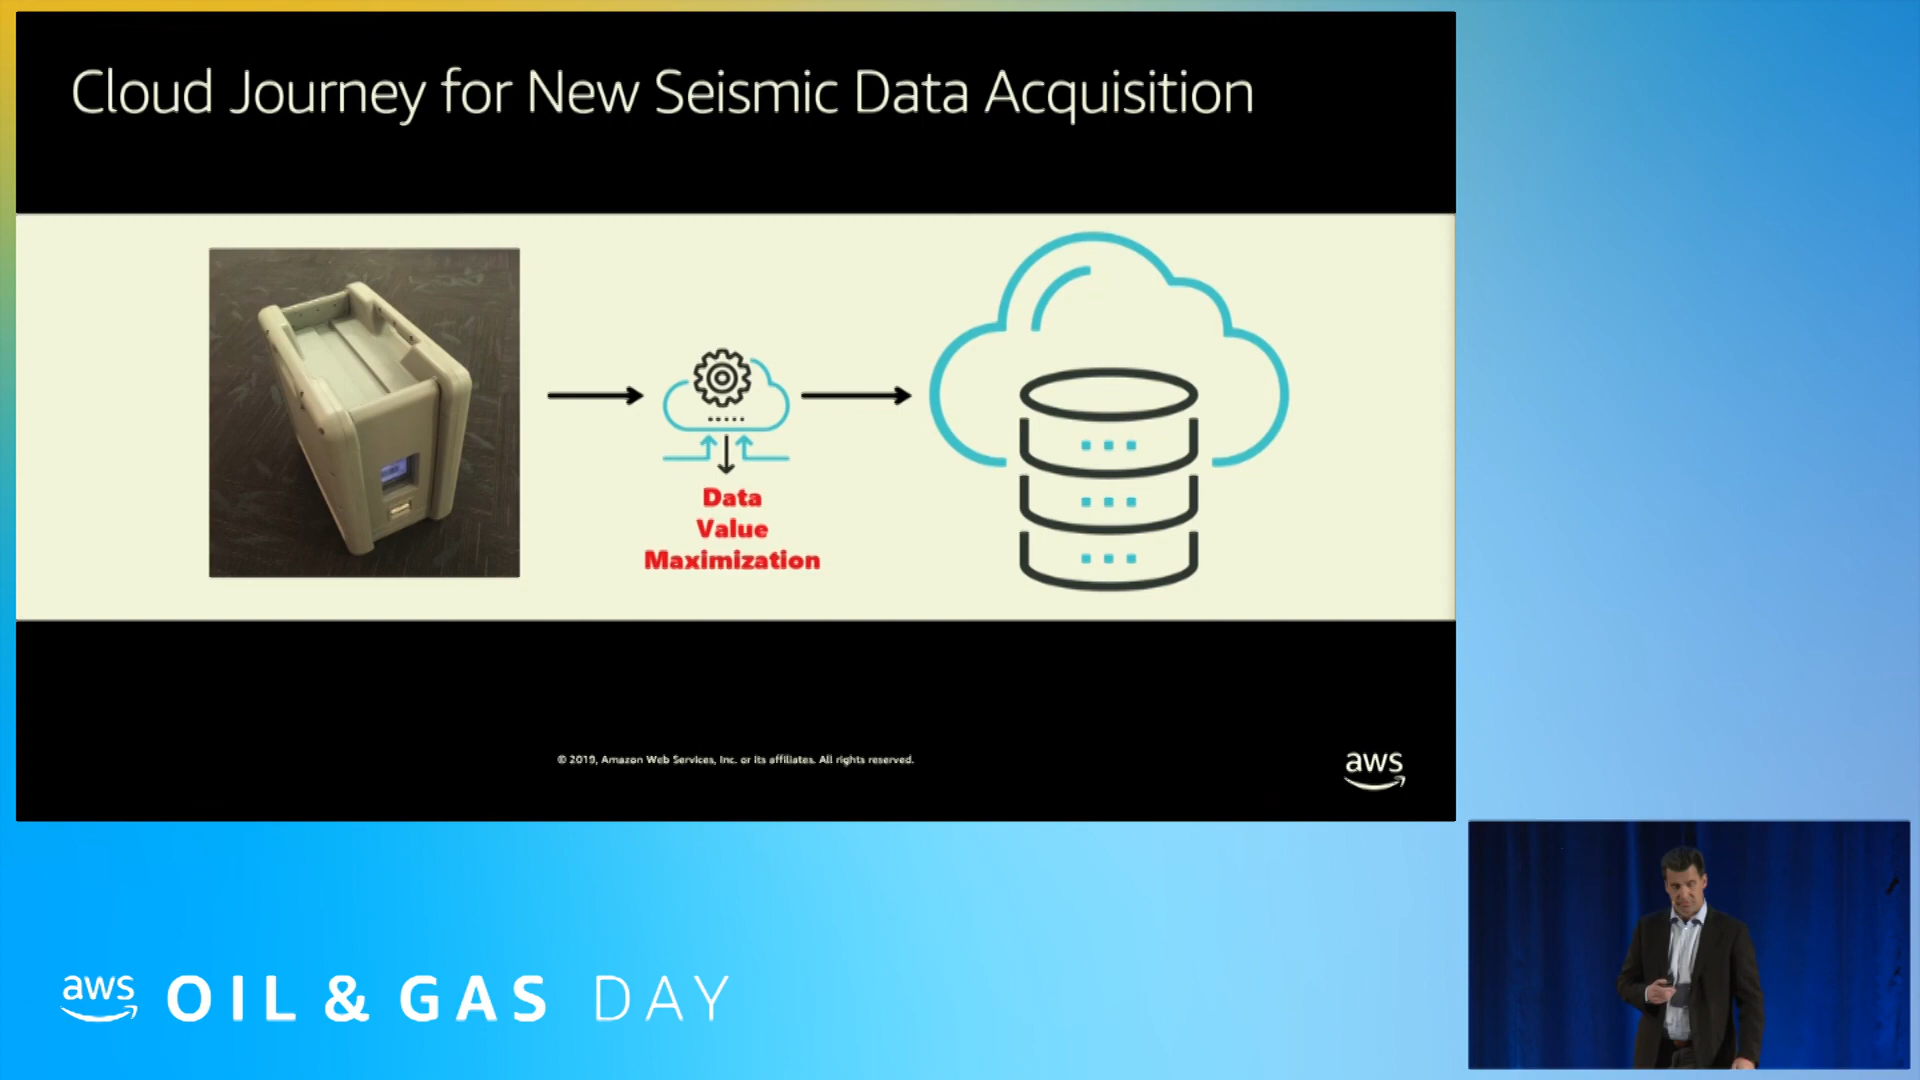 Cloud Journey for New Seismic Data Acquisition
Data
Value
Maximization
© 2019, Amazon Web Services, Inc. or its affiliates. All rights reserved.
aws
aws OIL & GAS DAY